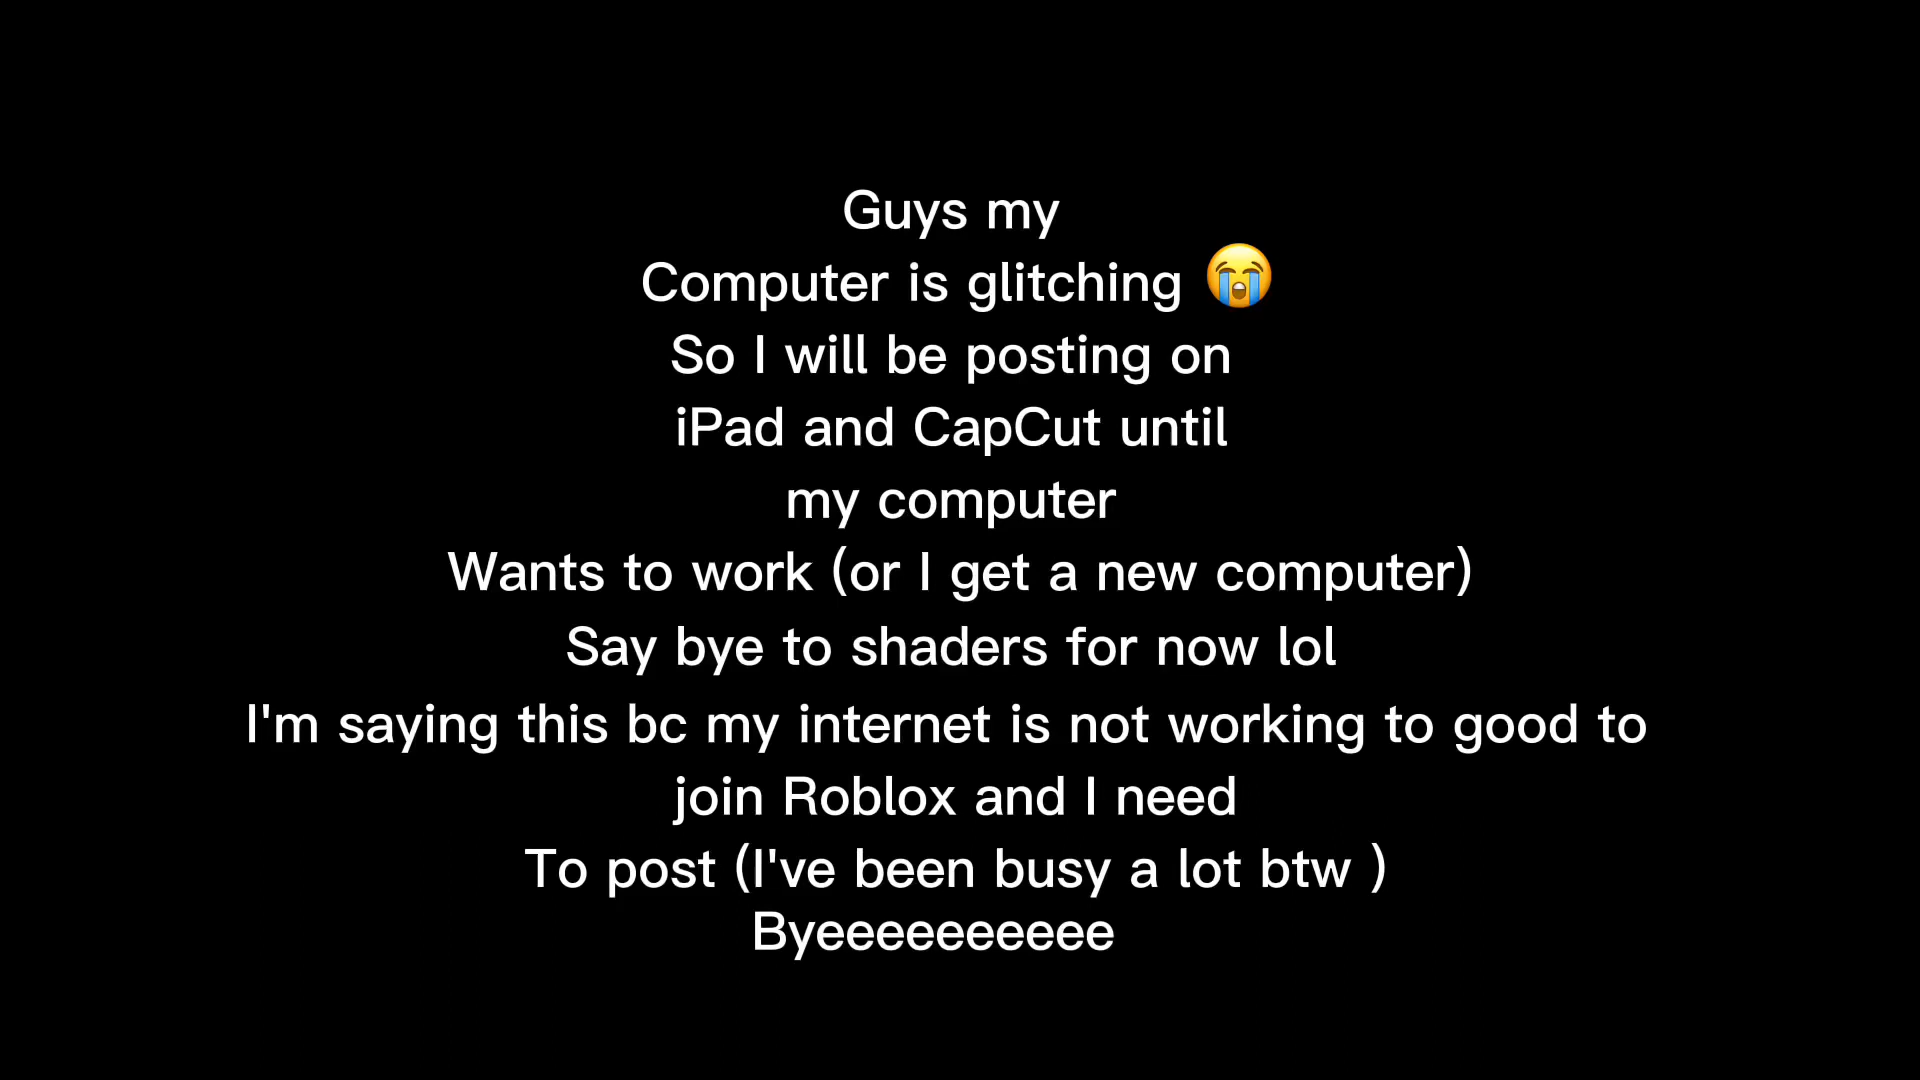 Guys my
Computer is glitching 😭
So I will be posting on
iPad and CapCut until
my computer
Wants to work (or I get a new computer)
Say bye to shaders for now lol
I'm saying this bc my internet is not working to good to
join Roblox and I need
To post (I've been busy a lot btw )
Byeeeeeeeeee